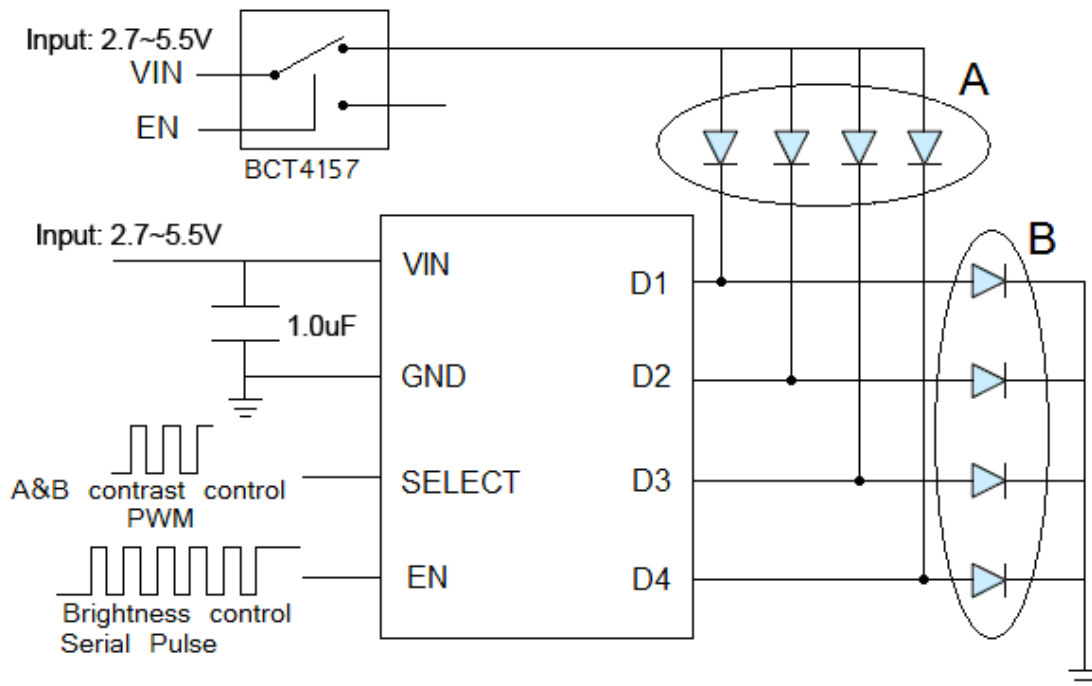 Input: 2.7~5.5V
VIN
EN
BCT4157
A
Input: 2.7~5.5V
VIN
D1
B
1.0uF
GND
D2
A&B contrast control
PWM
SELECT
D3
EN
D4
Brightness control
Serial Pulse